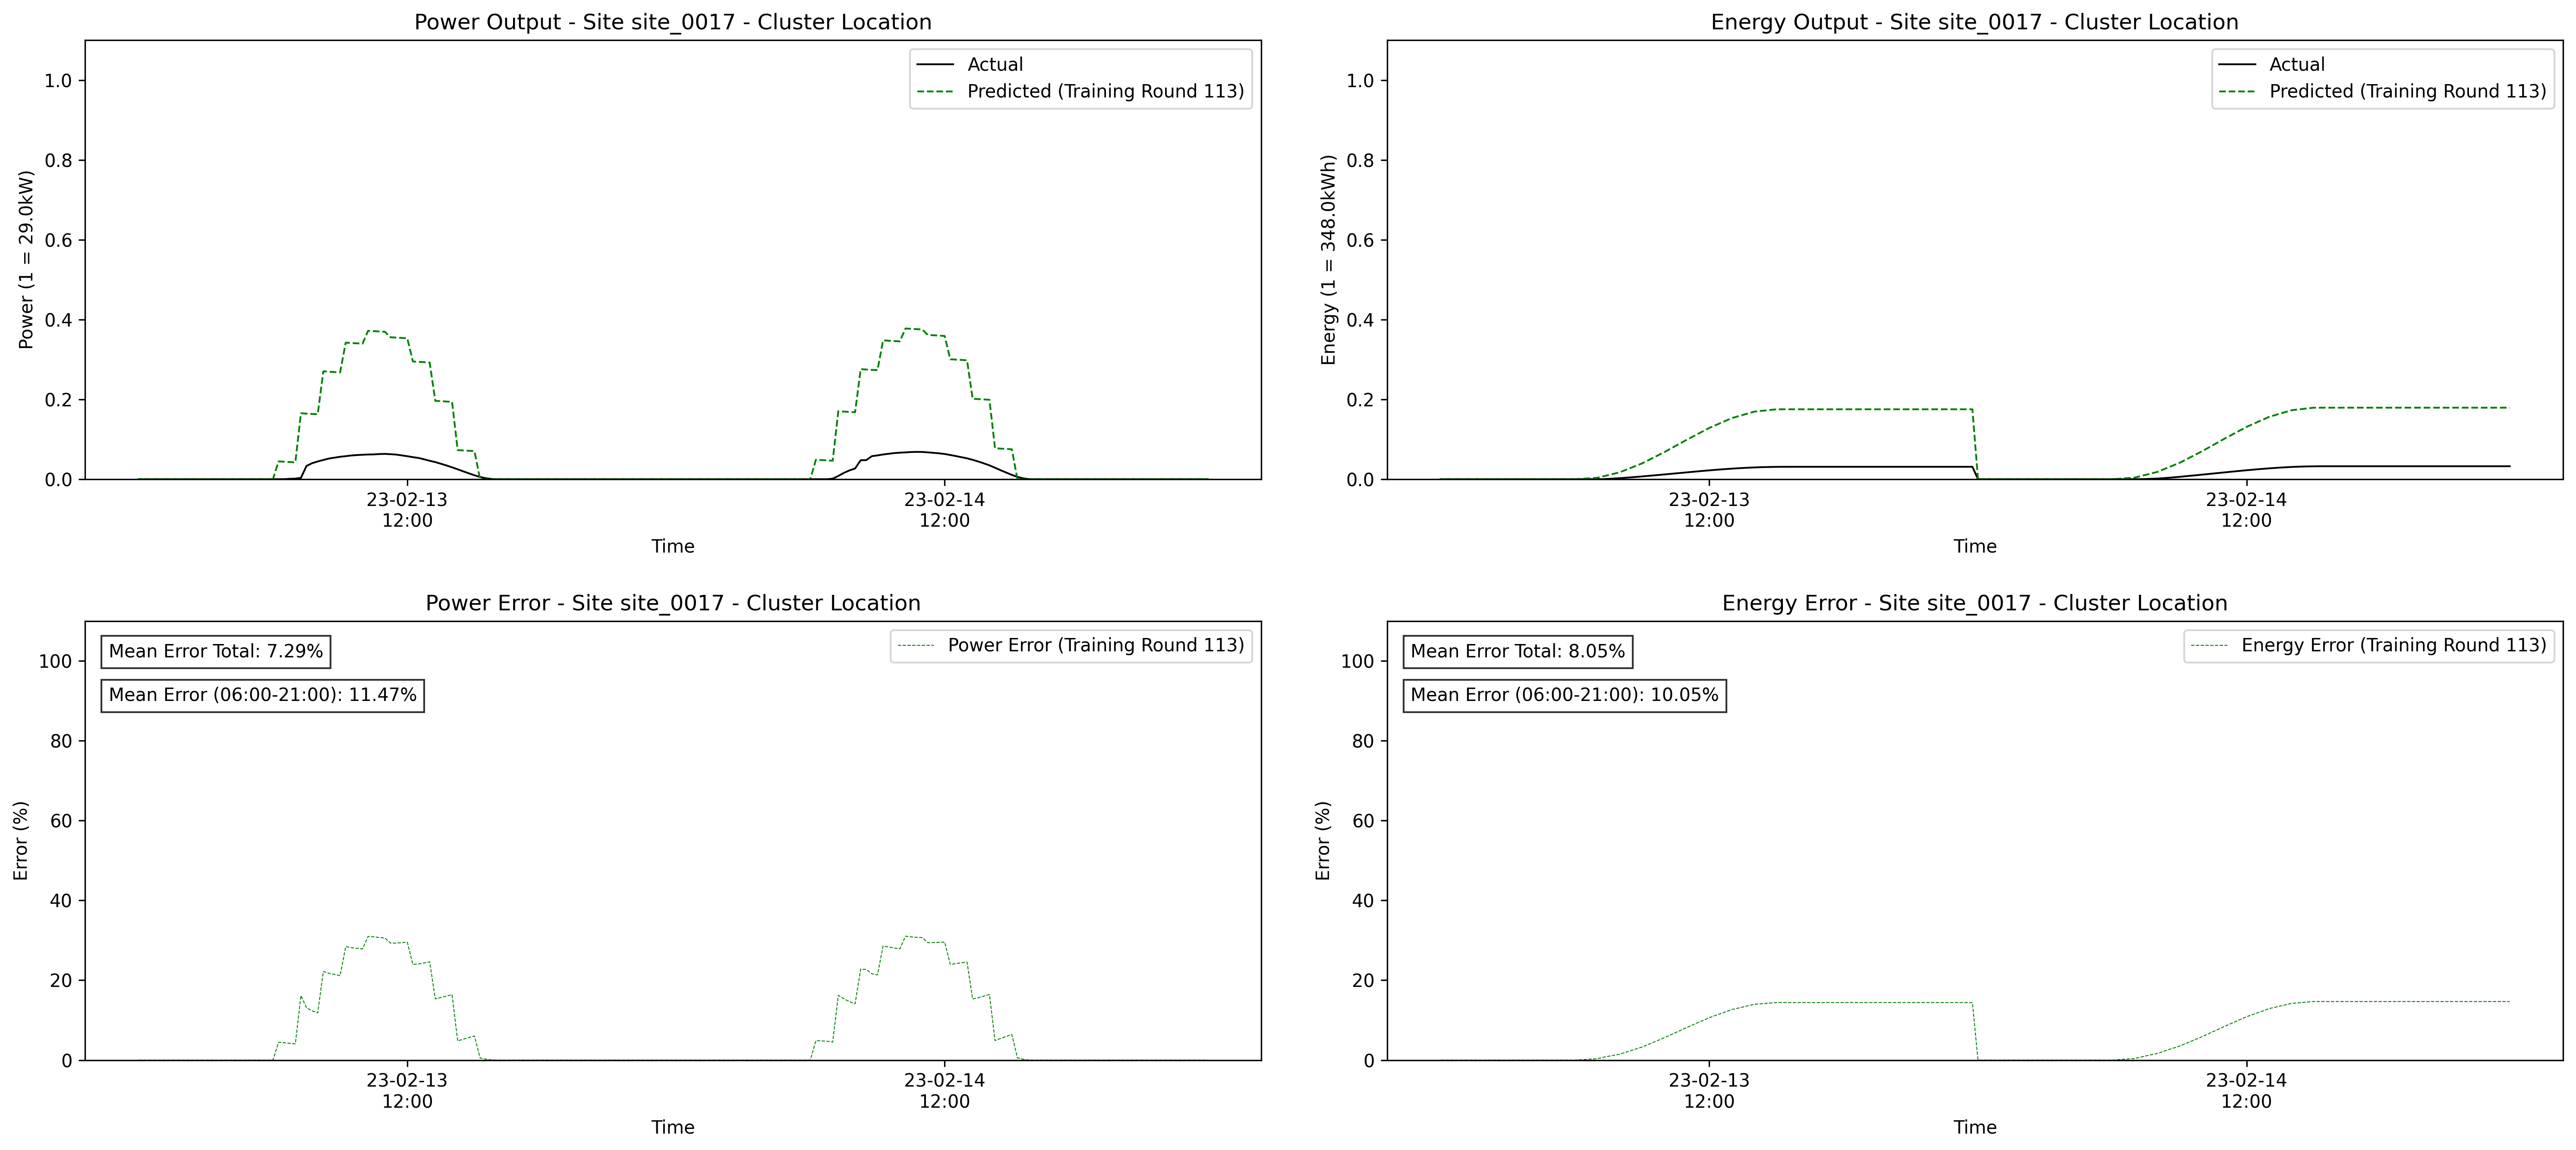 Power Output - Site site_0017 - Cluster Location
Actual
Predicted (Training Round 113)
Power (1 = 29.0kW)
1.0
0.8
0.6
0.4
0.2
0.0
23-02-13
12:00
23-02-14
12:00
Time
Energy Output - Site site_0017 - Cluster Location
Actual
Predicted (Training Round 113)
Energy (1 = 348.0kWh)
1.0
0.8
0.6
0.4
0.2
0.0
23-02-13
12:00
23-02-14
12:00
Time
Power Error - Site site_0017 - Cluster Location
Mean Error Total: 7.29%
Mean Error (06:00-21:00): 11.47%
Power Error (Training Round 113)
Error (%)
100
80
60
40
20
0
23-02-13
12:00
23-02-14
12:00
Time
Energy Error - Site site_0017 - Cluster Location
Mean Error Total: 8.05%
Mean Error (06:00-21:00): 10.05%
Energy Error (Training Round 113)
Error (%)
100
80
60
40
20
0
23-02-13
12:00
23-02-14
12:00
Time